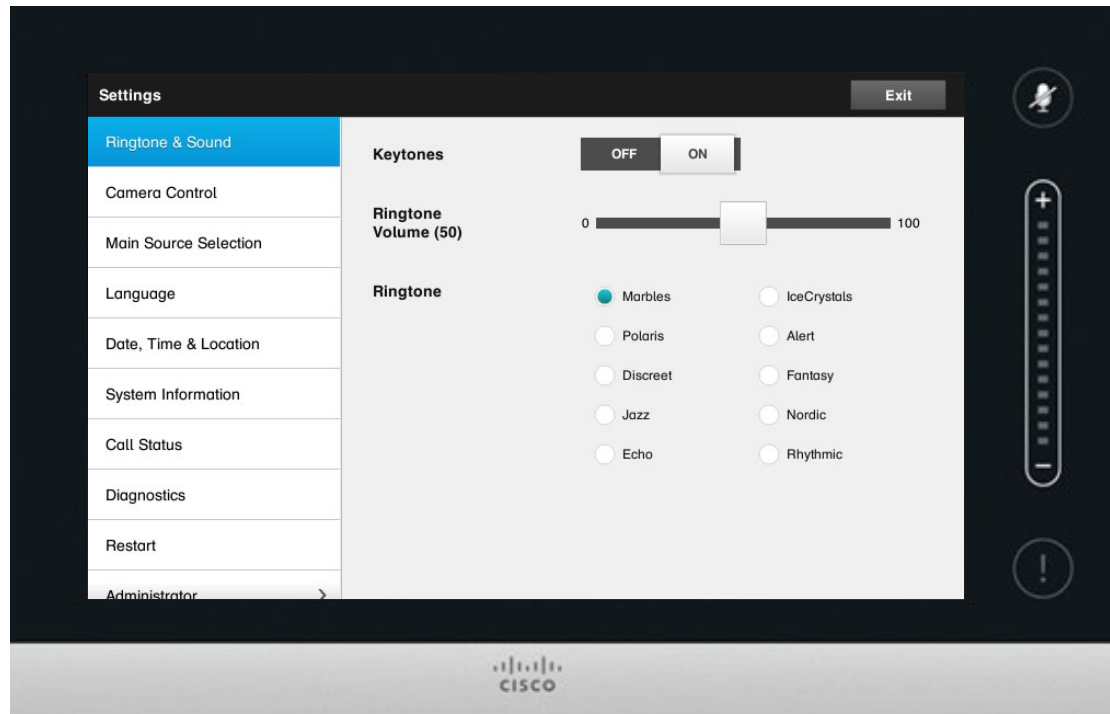 Settings
Exit
Ringtone & Sound
Camera Control
Main Source Selection
Language
Date, Time & Location
System Information
Call Status
Diagnostics
Restart
Administrator
Keytones
OFF ON
Ringtone
Volume (50)
0 100
Ringtone
Marbles IceCrystals
Polaris Alert
Discreet Fantasy
Jazz Nordic
Echo Rhythmic
+
–
!
CISCO